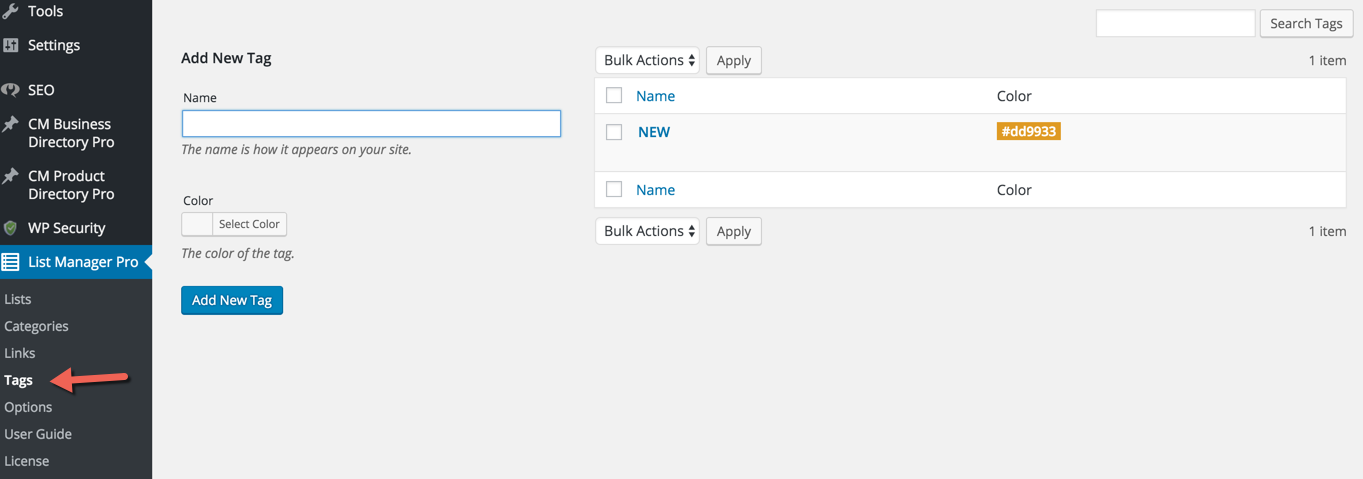 Tools
Settings
SEO
CM Business
Directory Pro
CM Product
Directory Pro
WP Security
List Manager Pro
Lists
Categories
Links
Tags
Options
User Guide
License
Add New Tag
Name
The name is how it appears on your site.
Color
Select Color
The color of the tag.
Add New Tag
Search Tags
Bulk Actions Apply 1 item
Name Color
NEW #dd9933
Name Color
Bulk Actions Apply 1 item